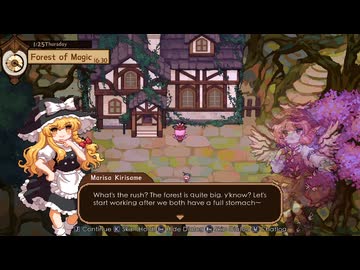 1/25 Thursday
Forest of Magic
16:30
Marisa Kirisame
What's the rush? The forest is quite big, y'know? Let's
start working after we both have a full stomach~
Continue